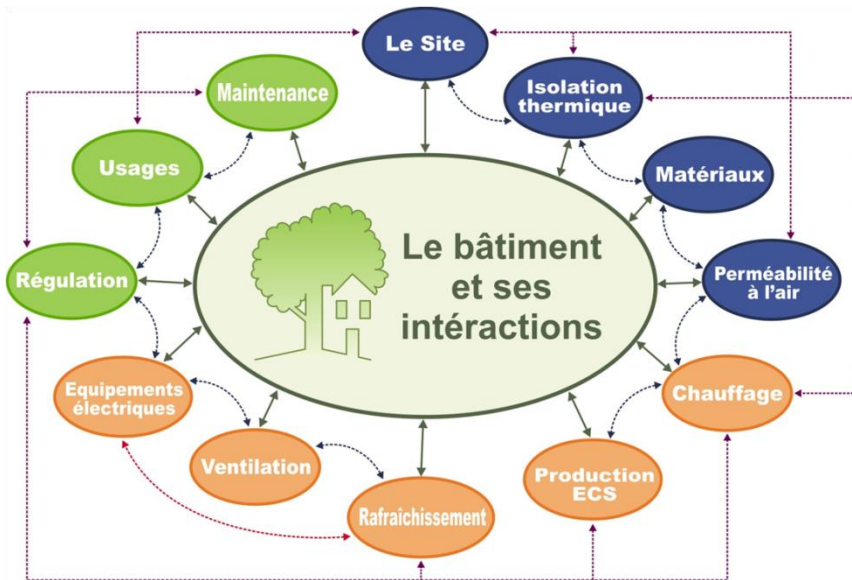 Le Site
Isolation
thermique
Matériaux
Perméabilité
à l'air
Chauffage
Production
ECS
Rafraîchissement
Ventilation
Equipements
électriques
Régulation
Usages
Maintenance
Le bâtiment
et ses
intéractions